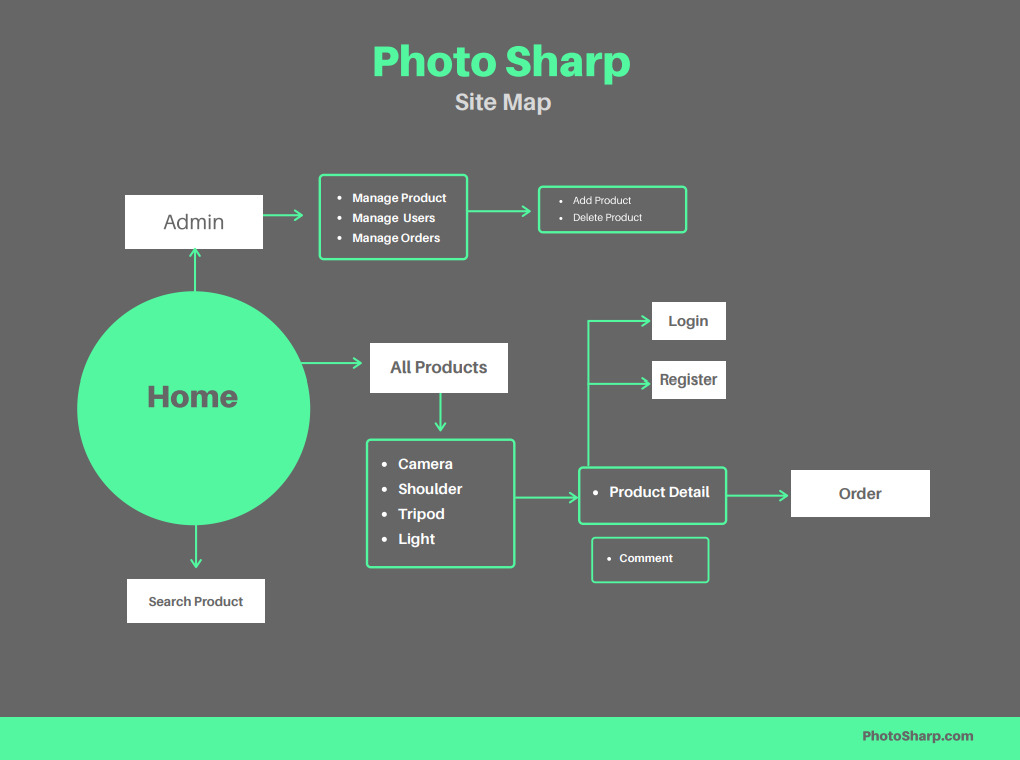 Photo Sharp
Site Map
Admin
• Manage Product
• Manage Users
• Manage Orders
• Add Product
• Delete Product
Home
All Products
Login
Register
• Camera
• Shoulder
• Tripod
• Light
• Product Detail
• Comment
Order
Search Product
PhotoSharp.com